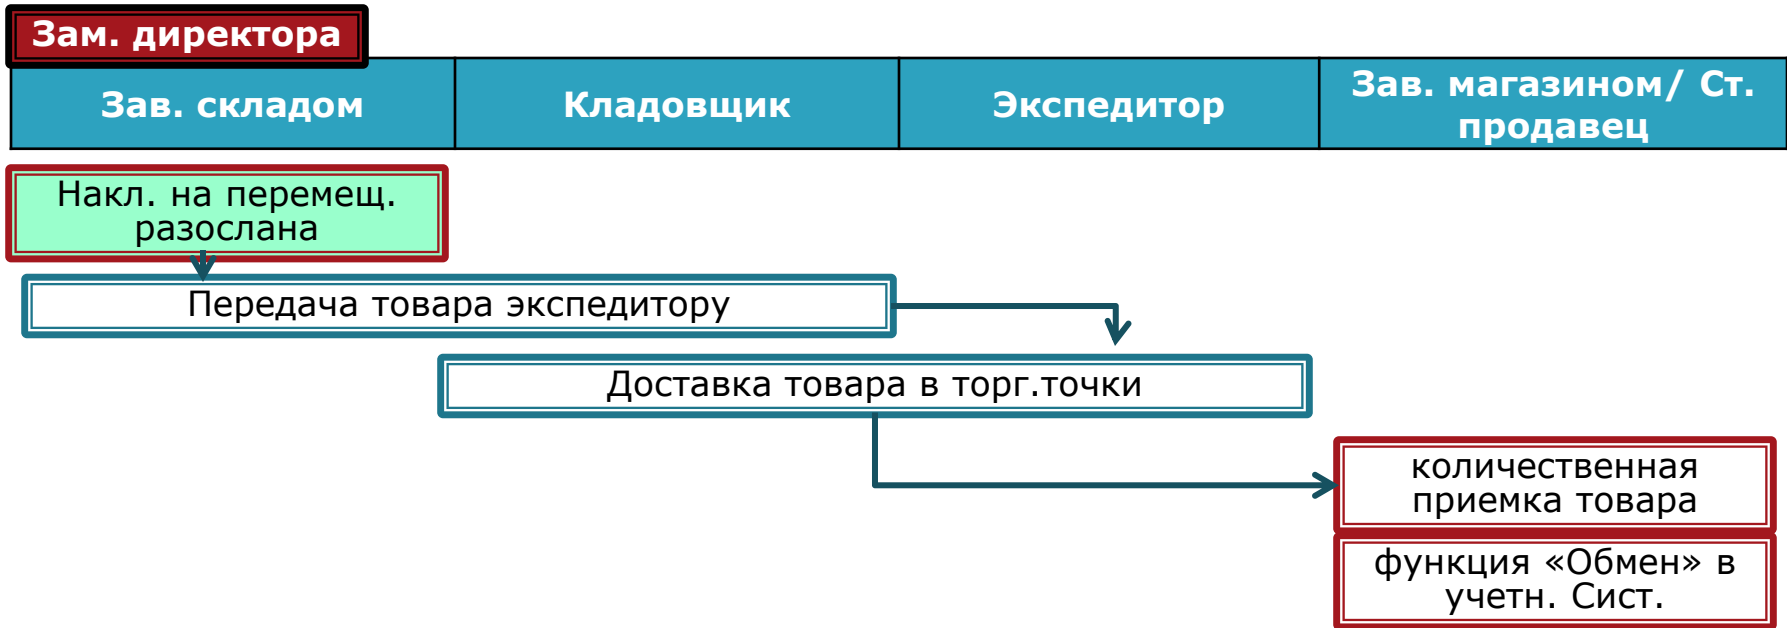 Зам. директора
Зав. складом
Кладовщик
Экспедитор
Зав. магазином/ Ст.
продавец
Накл. на перемещ.
разослана
Передача товара экспедитору
Доставка товара в торг.точки
количественная
приемка товара
функция «Обмен» в
учетн. Сист.